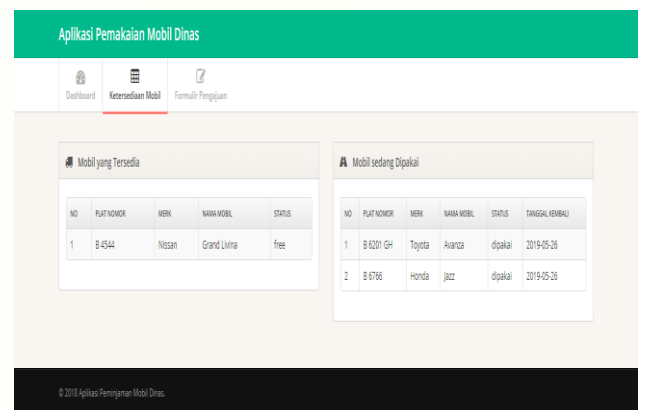 Aplikasi Pemakaian Mobil Dinas
Dashboard Ketersediaan Mobil Formulir Pengajuan
Mobil yang Tersedia
NO PLAT NOMOR MERK NAMA MOBIL STATUS
1 B 4544 Nissan Grand Livina free
Mobil sedang Dipakai
NO PLAT NOMOR MERK NAMA MOBIL STATUS TANGGAL KEMBALI
1 B 6201 GH Toyota Avanza dipakai 2019-05-26
2 B 6766 Honda Jazz dipakai 2019-05-26
© 2018 Aplikasi Peminjaman Mobil Dinas.